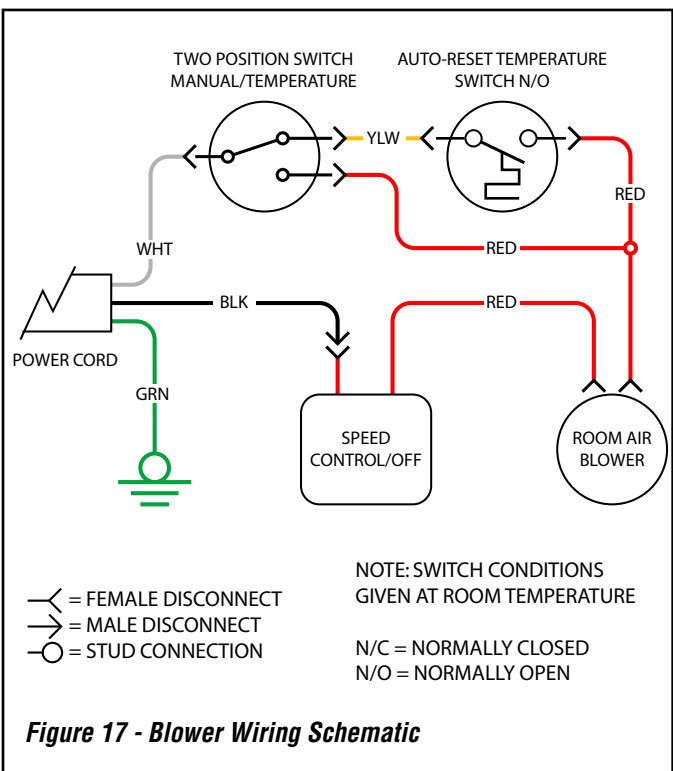 TWO POSITION SWITCH
MANUAL/TEMPERATURE
AUTO-RESET TEMPERATURE
SWITCH N/O
YLW
RED
WHT
RED
BLK
RED
POWER CORD
GRN
SPEED
CONTROL/OFF
ROOM AIR
BLOWER
= FEMALE DISCONNECT
= MALE DISCONNECT
= STUD CONNECTION
NOTE: SWITCH CONDITIONS
GIVEN AT ROOM TEMPERATURE
N/C = NORMALLY CLOSED
N/O = NORMALLY OPEN
Figure 17 - Blower Wiring Schematic